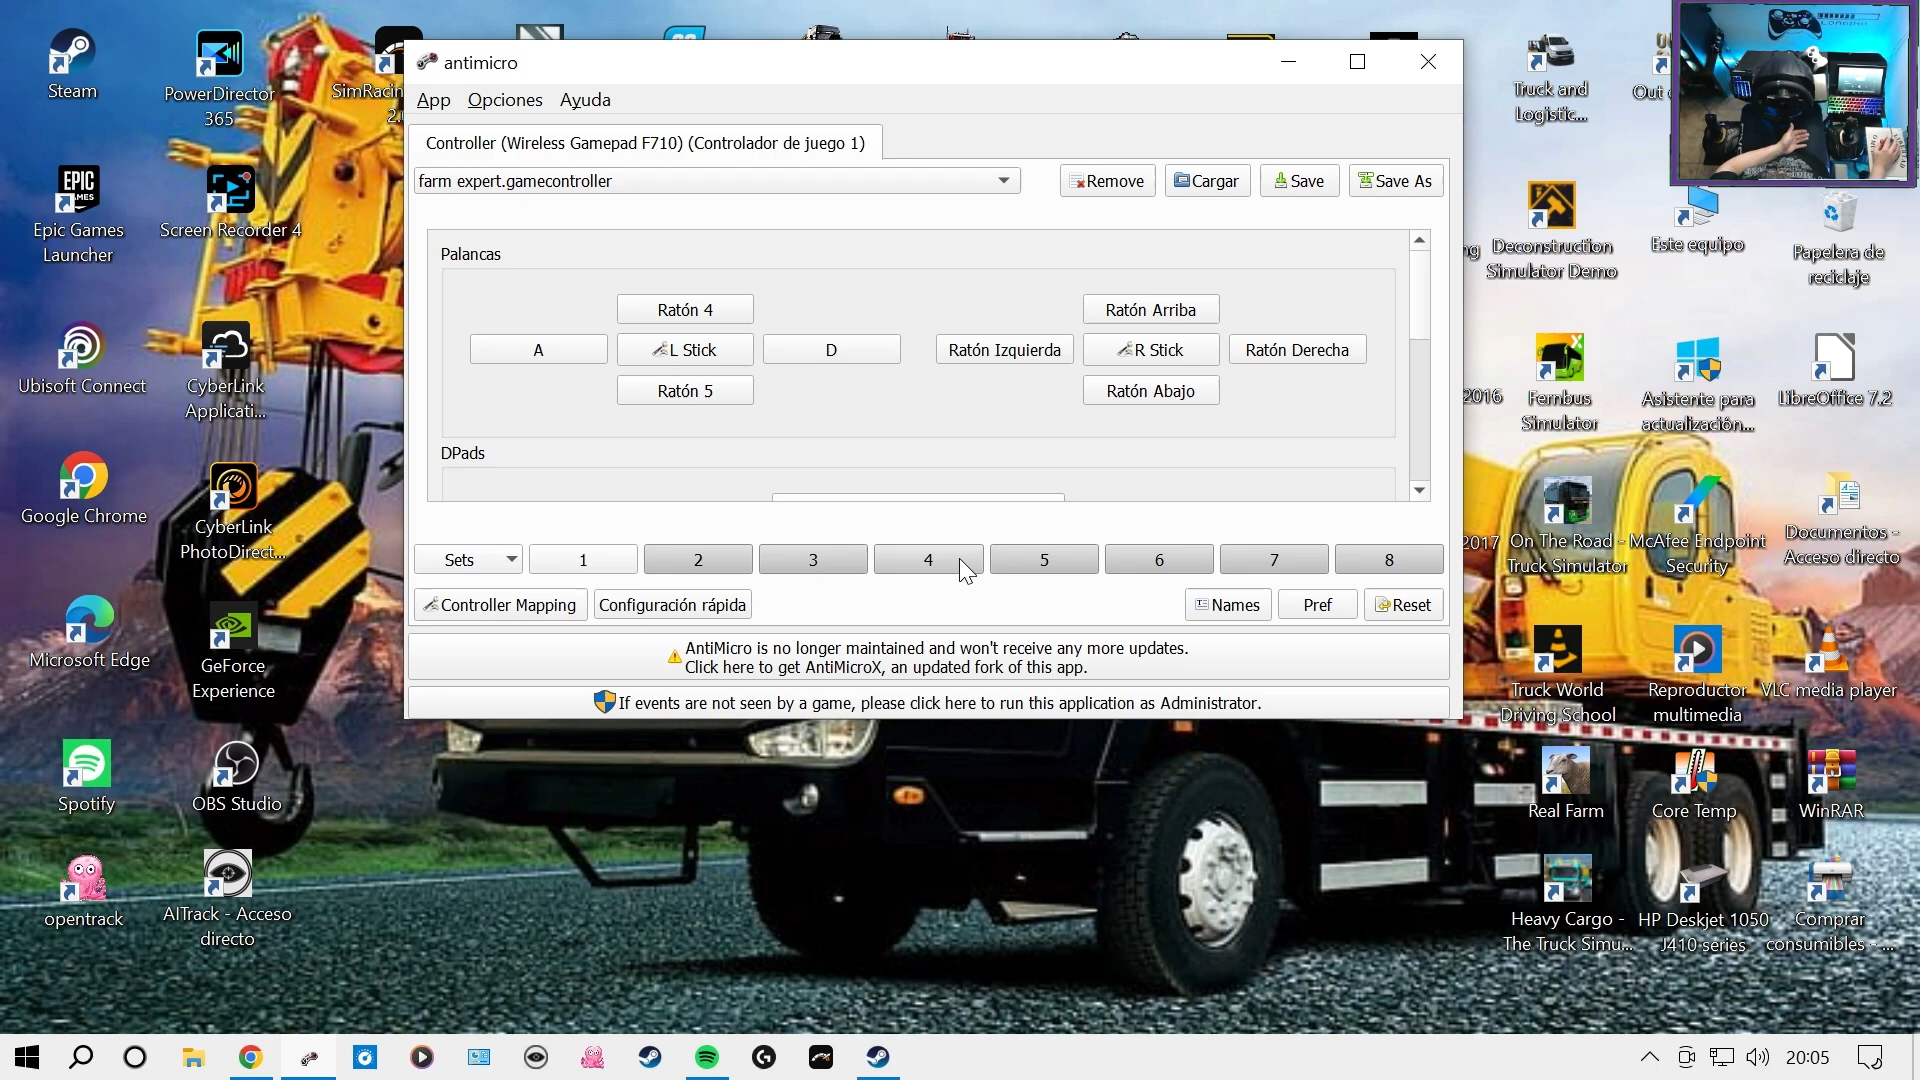 antimicro
App
Opciones
Ayuda
Controller (Wireless Gamepad F710) (Controlador de juego 1)
farm expert.gamecontroller
Remove
Cargar
Save
Save As
Palancas
Ratón 4
Ratón Arriba
A
L Stick
D
Ratón Izquierda
R Stick
Ratón Derecha
Ratón 5
Ratón Abajo
DPads
Sets
1
2
3
4
5
6
7
8
Controller Mapping
Configuración rápida
Names
Pref
Reset
AntiMicro is no longer maintained and won't receive any more updates.
Click here to get AntiMicroX, an updated fork of this app.
If events are not seen by a game, please click here to run this application as Administrator.
Steam
PowerDirector
365
SimRacin
2.
EPIC
GAMES
Epic Games
Launcher
Screen Recorder 4
Ubisoft Connect
CyberLink
Applicati...
Google Chrome
CyberLink
PhotoDirect...
Microsoft Edge
GeForce
Experience
Spotify
OBS Studio
opentrack
AITrack - Acceso
directo
Truck and
Logistic...
Out
LOADING
ng
Deconstruction
Simulator Demo
Este equipo
Papelera de
reciclaje
2016
Fernbus
Simulator
Asistente para
actualización...
LibreOffice 7.2
2017
On The Road -
Truck Simulator
McAfee Endpoint
Security
Documentos -
Acceso directo
Truck World
Driving School
Reproductor
multimedia
VLC media player
Real Farm
Core Temp
WinRAR
Heavy Cargo -
The Truck Simu...
HP Deskjet 1050
J410 series
Comprar
consumibles - ...
20:05